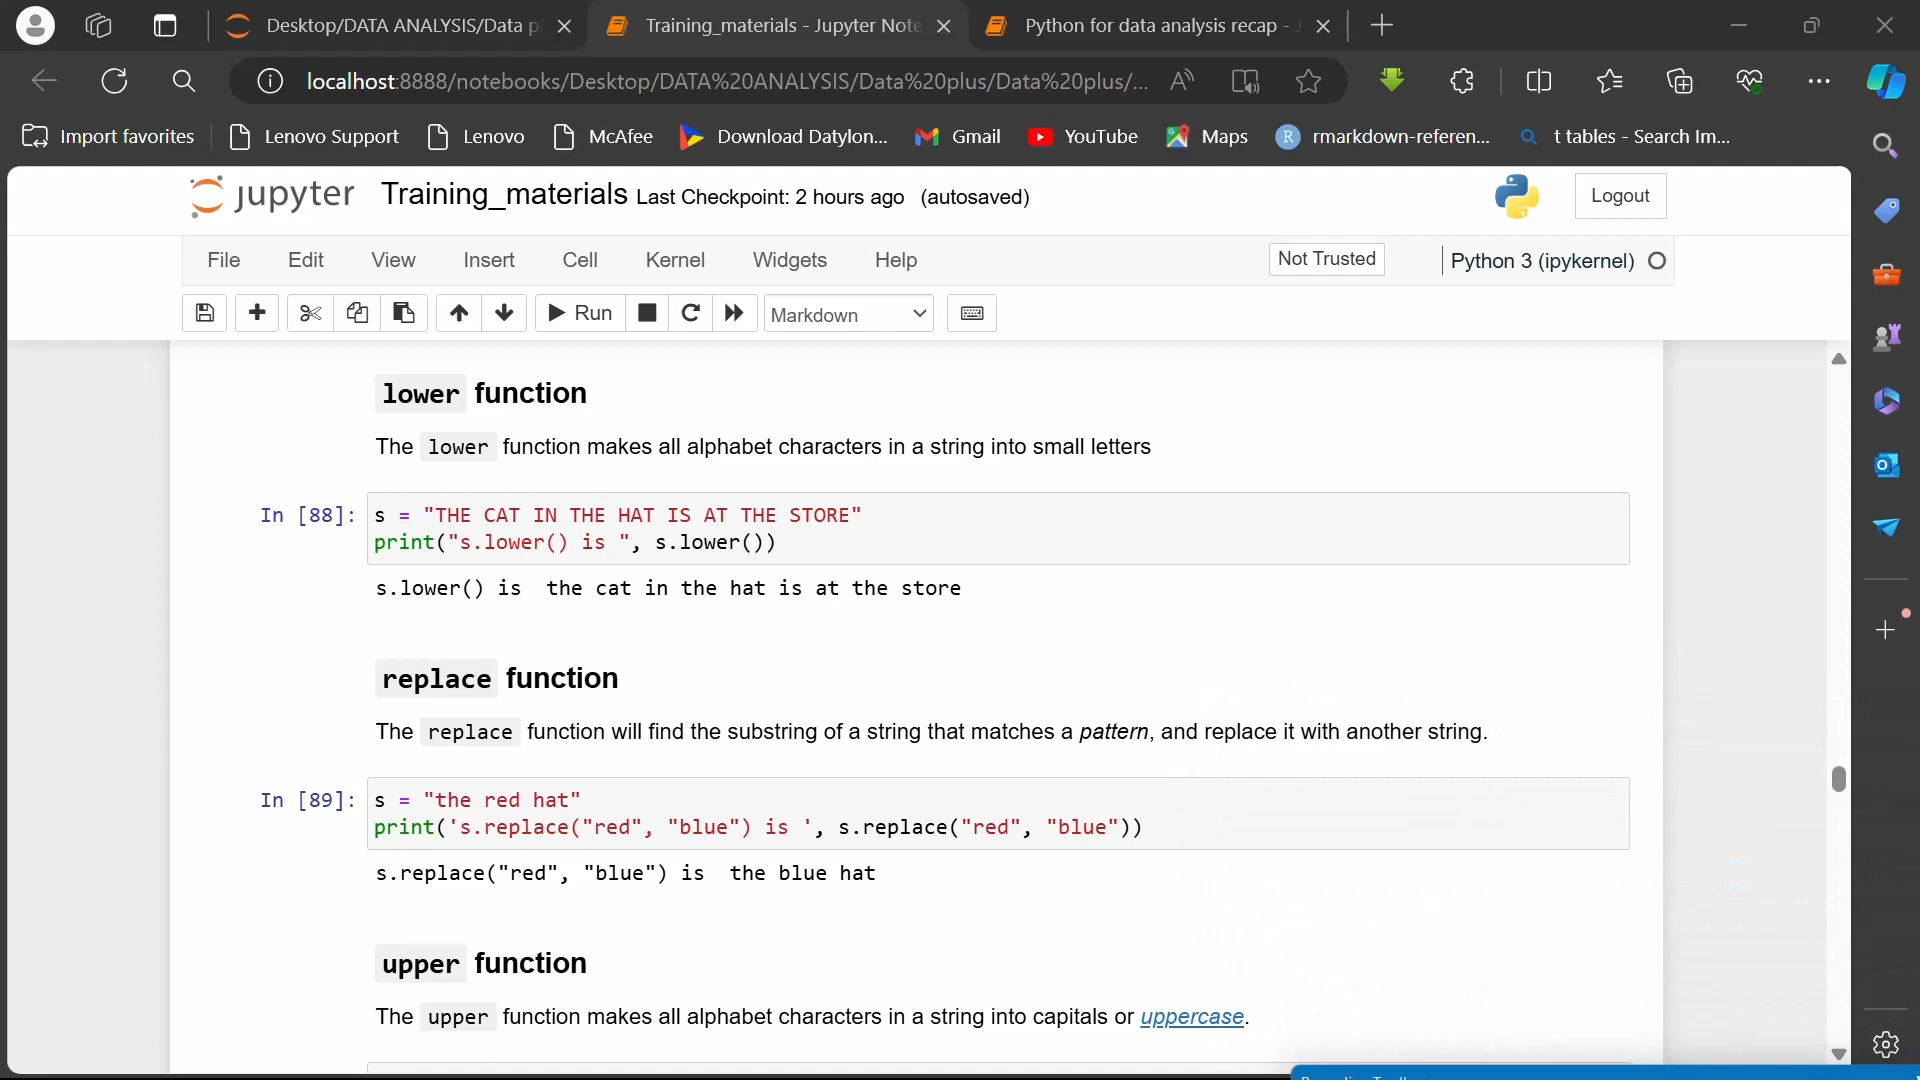 Desktop/DATA ANALYSIS/Data p
Training_materials - Jupyter Note
Python for data analysis recap -
localhost:8888/notebooks/Desktop/DATA%20ANALYSIS/Data%20plus/Data%20plus/...
Import favorites
Lenovo Support
Lenovo
McAfee
Download Datylon...
Gmail
YouTube
Maps
R
rmarkdown-referen...
t tables - Search Im...
jupyter
Training_materials Last Checkpoint: 2 hours ago (autosaved)
Logout
File
Edit
View
Insert
Cell
Kernel
Widgets
Help
Not Trusted
Python 3 (ipykernel)
Run
Markdown
lower function
The lower function makes all alphabet characters in a string into small letters
In [88]:
s = "THE CAT IN THE HAT IS AT THE STORE"
print("s.lower() is ", s.lower())
s.lower() is  the cat in the hat is at the store
replace function
The replace function will find the substring of a string that matches a pattern, and replace it with another string.
In [89]:
s = "the red hat"
print('s.replace("red", "blue") is ', s.replace("red", "blue"))
s.replace("red", "blue") is  the blue hat
upper function
The upper function makes all alphabet characters in a string into capitals or uppercase.